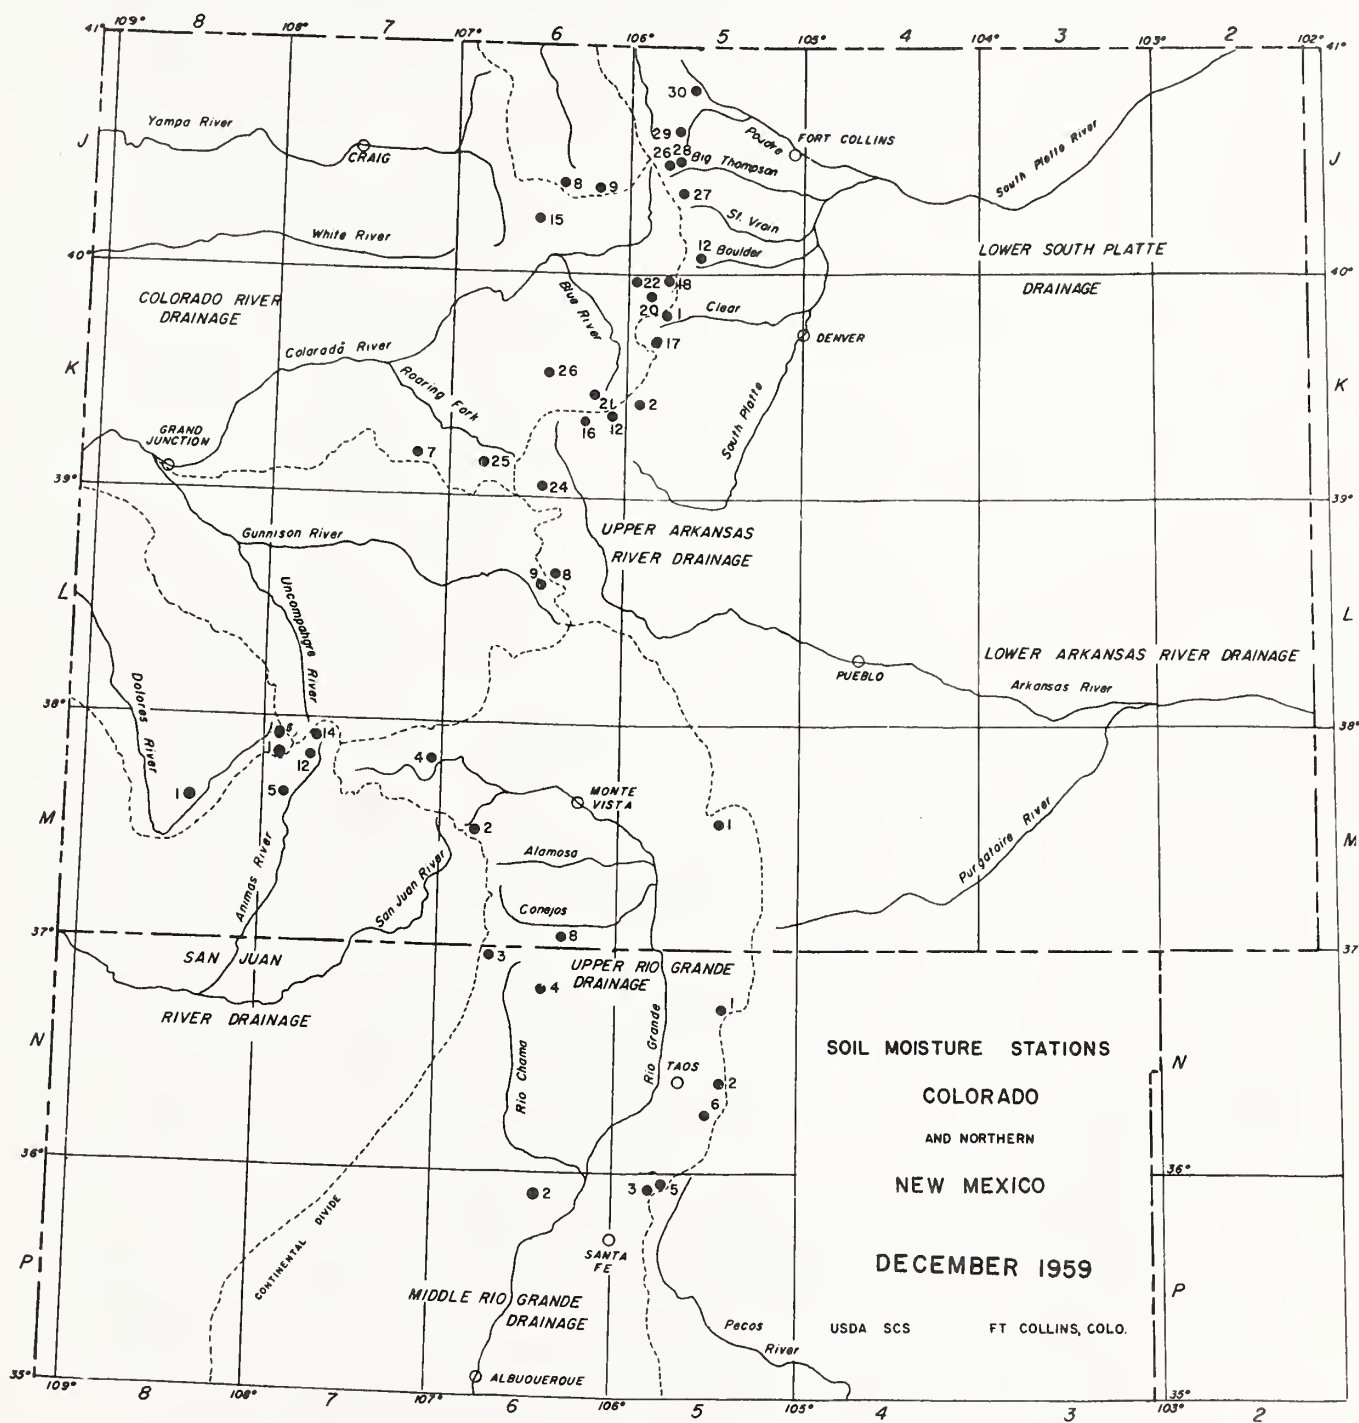 41° 109° 8 108° 7 107° 6 106° 5 105° 4 104° 3 103° 2 102° 41°
30
Yampa River
J
CRAIG
29
Poudre
FORT COLLINS
South Platte River
J
26 28
Big Thompson
8
9
27
15
St. Vrain
White River
12 Boulder
LOWER SOUTH PLATTE
DRAINAGE
40°
40°
COLORADO RIVER
DRAINAGE
Blue River
22
18
20
1
Clear
17
DENVER
Colorado River
K
K
26
Roaring Fork
21
2
16
12
South Platte
GRAND
JUNCTION
7
25
24
39°
39°
UPPER ARKANSAS
RIVER DRAINAGE
Gunnison River
9
8
L
Uncompahgre River
L
Dolores River
LOWER ARKANSAS RIVER DRAINAGE
PUEBLO
Arkansas River
38°
38°
14
12
4
1
5
MONTE
VISTA
M
2
1
Purgatoire River
M
Alamosa
Animas River
San Juan River
Conejos
37°
8
37°
SAN JUAN
RIVER DRAINAGE
3
UPPER RIO GRANDE
DRAINAGE
4
1
N
Rio Chama
Rio Grande
TAOS
2
6
SOIL MOISTURE STATIONS
COLORADO
AND NORTHERN
NEW MEXICO
DECEMBER 1959
USDA SCS FT COLLINS, COLO.
N
36°
36°
2
3
5
CONTINENTAL DIVIDE
SANTA
FE
P
P
MIDDLE RIO GRANDE
DRAINAGE
Pecos
River
ALBUQUERQUE
35°
35°
109° 8 108° 7 107° 6 106° 5 105° 4 3 103° 2